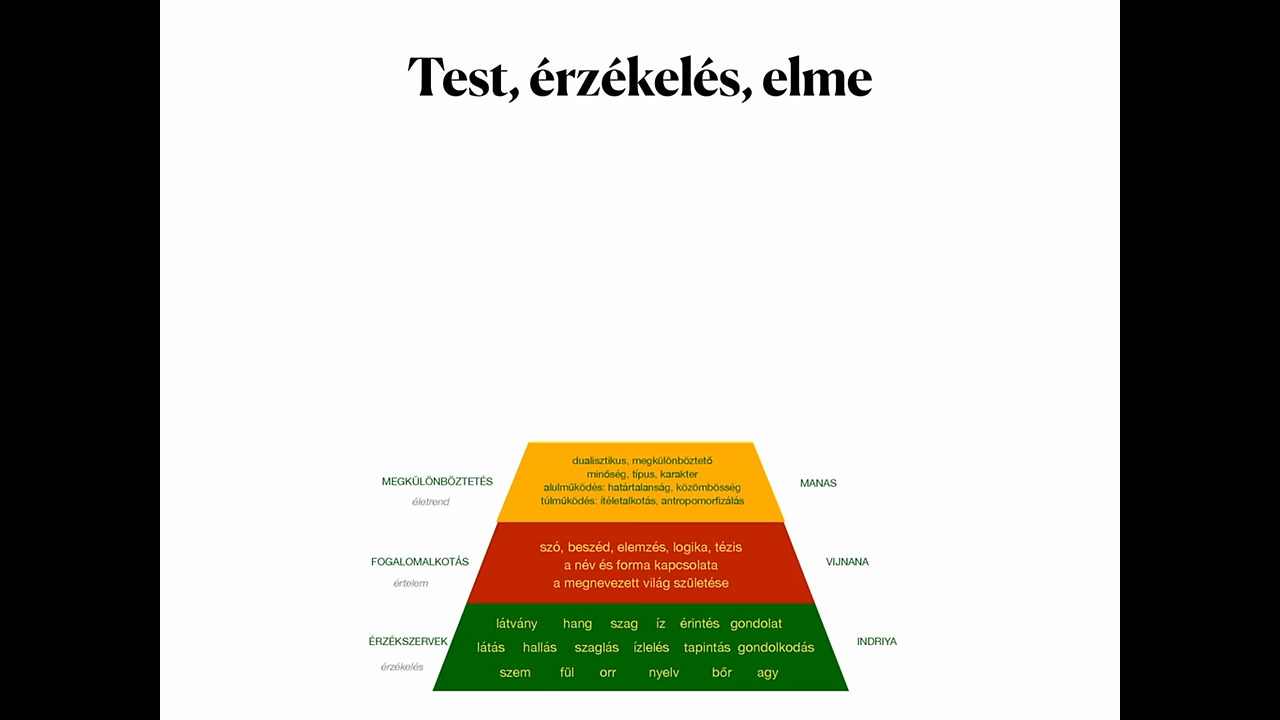 Test, érzékelés, elme
dualisztikus, megkülönböztető
minőség, típus, karakter
alulműködés: határtalanság, közömbösség
túlműködés: ítéletalkotás, antropomorfizálás
MEGKÜLÖNBÖZTETÉS
életrend
MANAS
szó, beszéd, elemzés, logika, tézis
a név és forma kapcsolata
a megnevezett világ születése
FOGALOMALKOTÁS
értelem
VIJNANA
látvány hang szag íz érintés gondolat
látás hallás szaglás ízlelés tapintás gondolkodás
szem fül orr nyelv bőr agy
ÉRZÉKSZERVEK
érzékelés
INDRIYA